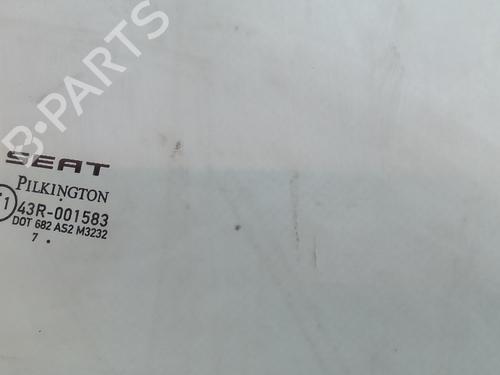 B-PARTS
SEAT
PILKINGTON
43R-001583
DOT 682 AS2 M3232
7 .